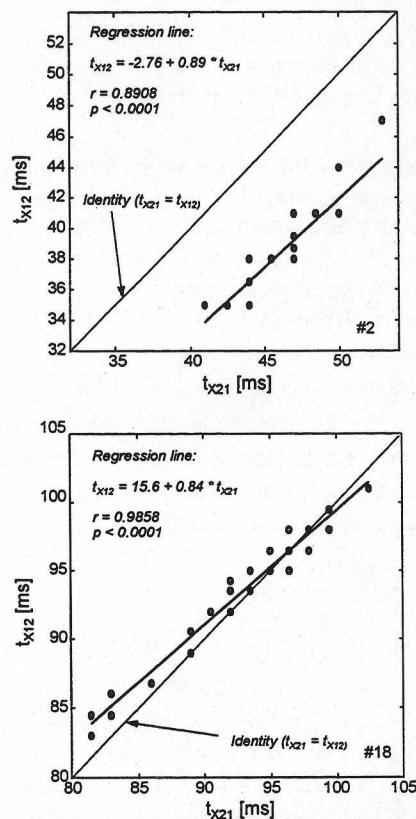 54
52
50
48
46
44
42
40
38
36
34
32
t_X12 [ms]
Regression line:
t_X12 = -2.76 + 0.89 * t_X21
r = 0.8908
p < 0.0001
Identity (t_X21 = t_X12)
#2
35 40 45 50
t_X21 [ms]
105
100
95
90
85
80
t_X12 [ms]
Regression line:
t_X12 = 15.6 + 0.84 * t_X21
r = 0.9858
p < 0.0001
Identity (t_X21 = t_X12)
#18
80 85 90 95 100 105
t_X21 [ms]